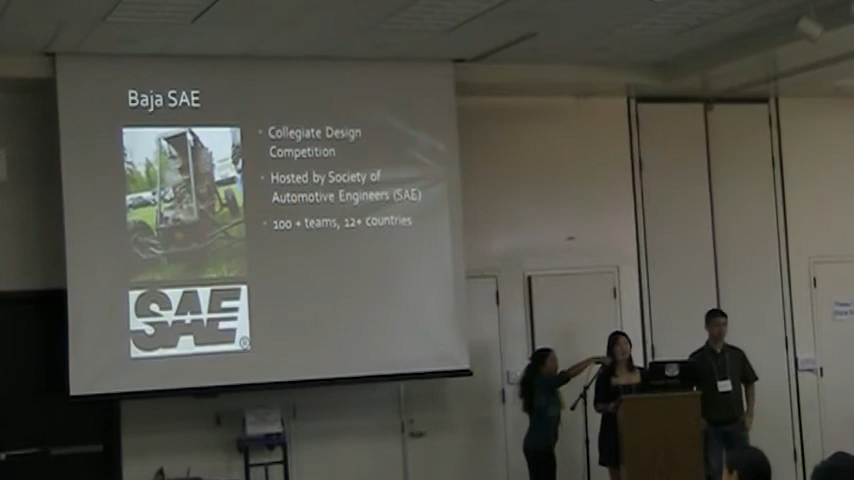 Baja SAE
Collegiate Design
Competition
Hosted by Society of
Automotive Engineers (SAE)
100 + teams, 12+ countries
SAE®